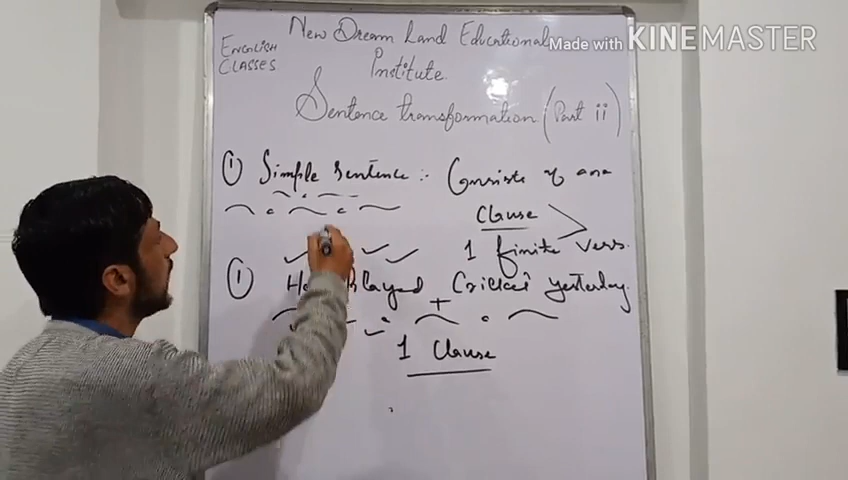 New Dream Land Educational
Institute
ENGLISH
CLASSES
Made with KINEMASTER
Sentence transformation (Part ii)
① Simple Sentence :- Consists of one
Clause
1 finite verb.
① Played Cricket yesterday.
+
1 Clause